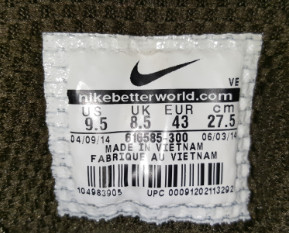 VE
nikebetterworld.com
US UK EUR cm
9.5 8.5 43 27.5
04/09/14 616585-300 06/03/14
MADE IN VIETNAM
FABRIQUE AU VIETNAM
104983905 UPC 00091202113292